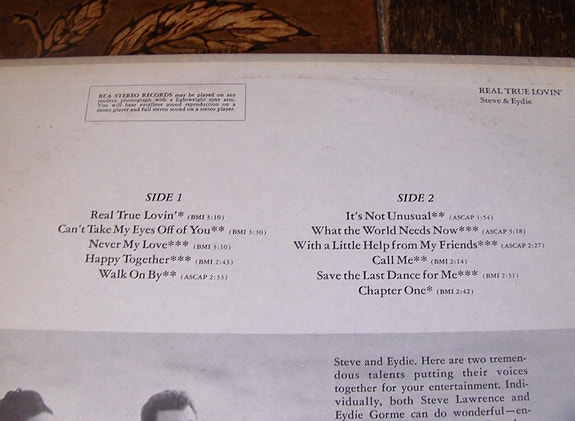 RCA STEREO RECORDS may be played on any
modern phonograph with a lightweight tone arm.
You will hear excellent sound reproduction on a
mono player and full stereo sound on a stereo player.
REAL TRUE LOVIN'
Steve & Eydie
SIDE 1
Real True Lovin'* (BMI 3:10)
Can't Take My Eyes Off of You** (BMI 3:30)
Never My Love*** (BMI 3:10)
Happy Together*** (BMI 2:43)
Walk On By** (ASCAP 2:33)
SIDE 2
It's Not Unusual** (ASCAP 1:54)
What the World Needs Now*** (ASCAP 3:18)
With a Little Help from My Friends*** (ASCAP 2:27)
Call Me** (BMI 2:14)
Save the Last Dance for Me*** (BMI 2:31)
Chapter One* (BMI 2:42)
Steve and Eydie. Here are two tremen-
dous talents putting their voices
together for your entertainment. Indi-
vidually, both Steve Lawrence and
Eydie Gorme can do wonderful—en-